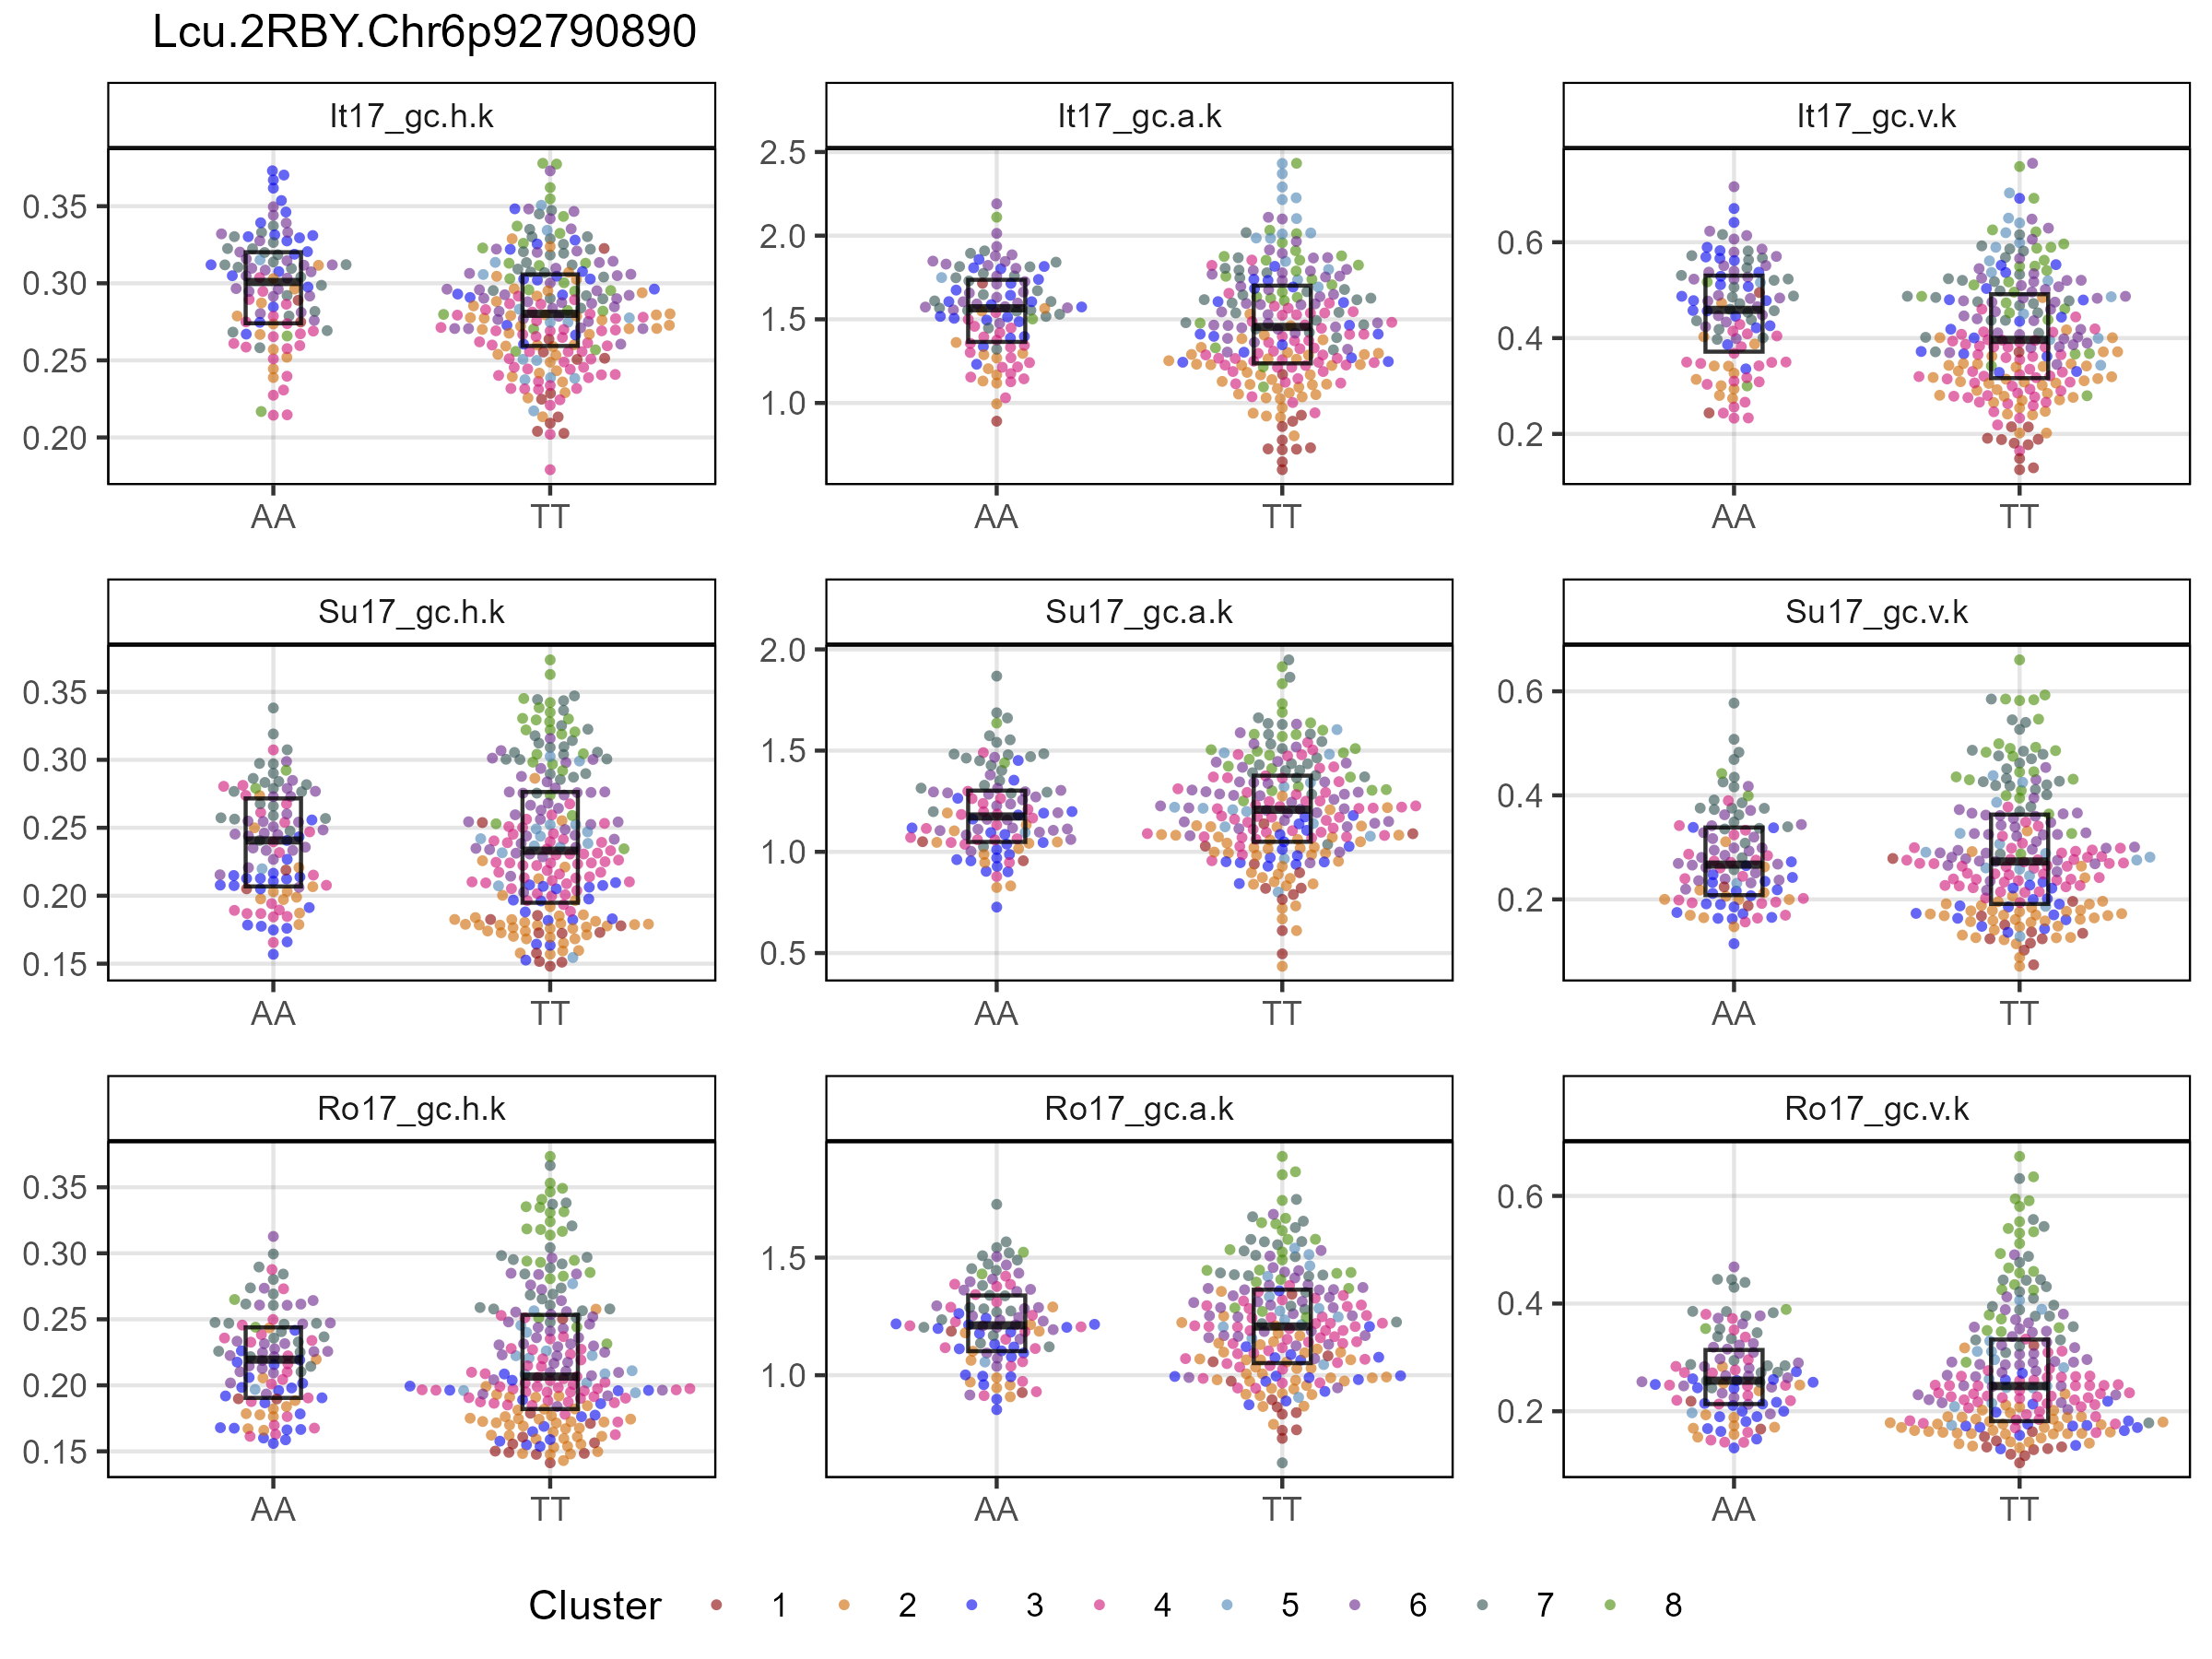 Lcu.2RBY.Chr6p92790890
It17_gc.h.k
It17_gc.a.k
It17_gc.v.k
0.35
0.30
0.25
0.20
AA TT
2.5
2.0
1.5
1.0
AA TT
0.6
0.4
0.2
AA TT
Su17_gc.h.k
Su17_gc.a.k
Su17_gc.v.k
0.35
0.30
0.25
0.20
0.15
AA TT
2.0
1.5
1.0
0.5
AA TT
0.6
0.4
0.2
AA TT
Ro17_gc.h.k
Ro17_gc.a.k
Ro17_gc.v.k
0.35
0.30
0.25
0.20
0.15
AA TT
1.5
1.0
AA TT
0.6
0.4
0.2
AA TT
Cluster 1 2 3 4 5 6 7 8